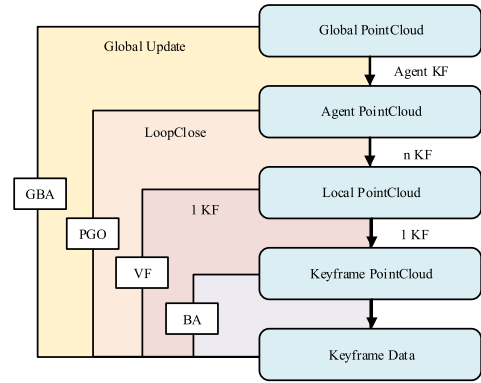 Global PointCloud
Global Update
Agent KF
Agent PointCloud
LoopClose
n KF
GBA
Local PointCloud
1 KF
PGO
1 KF
VF
Keyframe PointCloud
BA
Keyframe Data